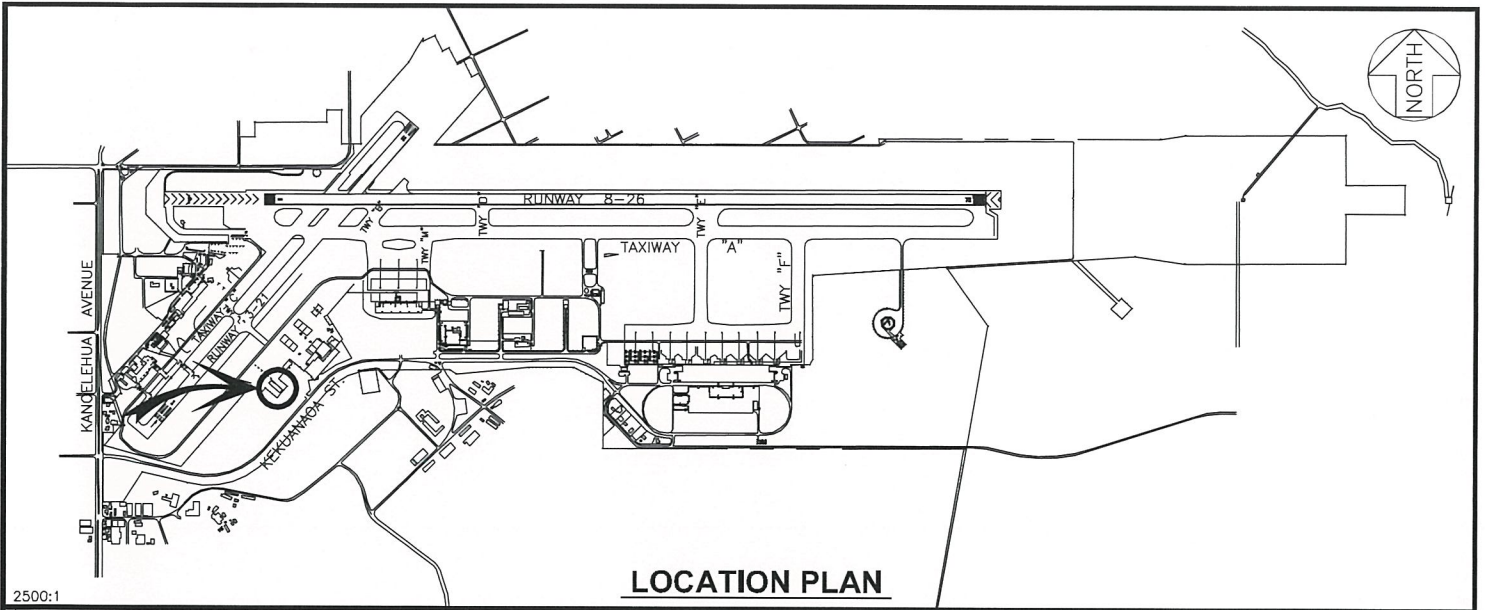 NORTH
RUNWAY 8-26
TWY "B"
TWY "D"
TWY "E"
TWY "M"
TAXIWAY "A"
TWY "F"
KANOELEHUA AVENUE
TAXIWAY "C"
RUNWAY 3-21
KEKUANAOA ST.
LOCATION PLAN
2500:1